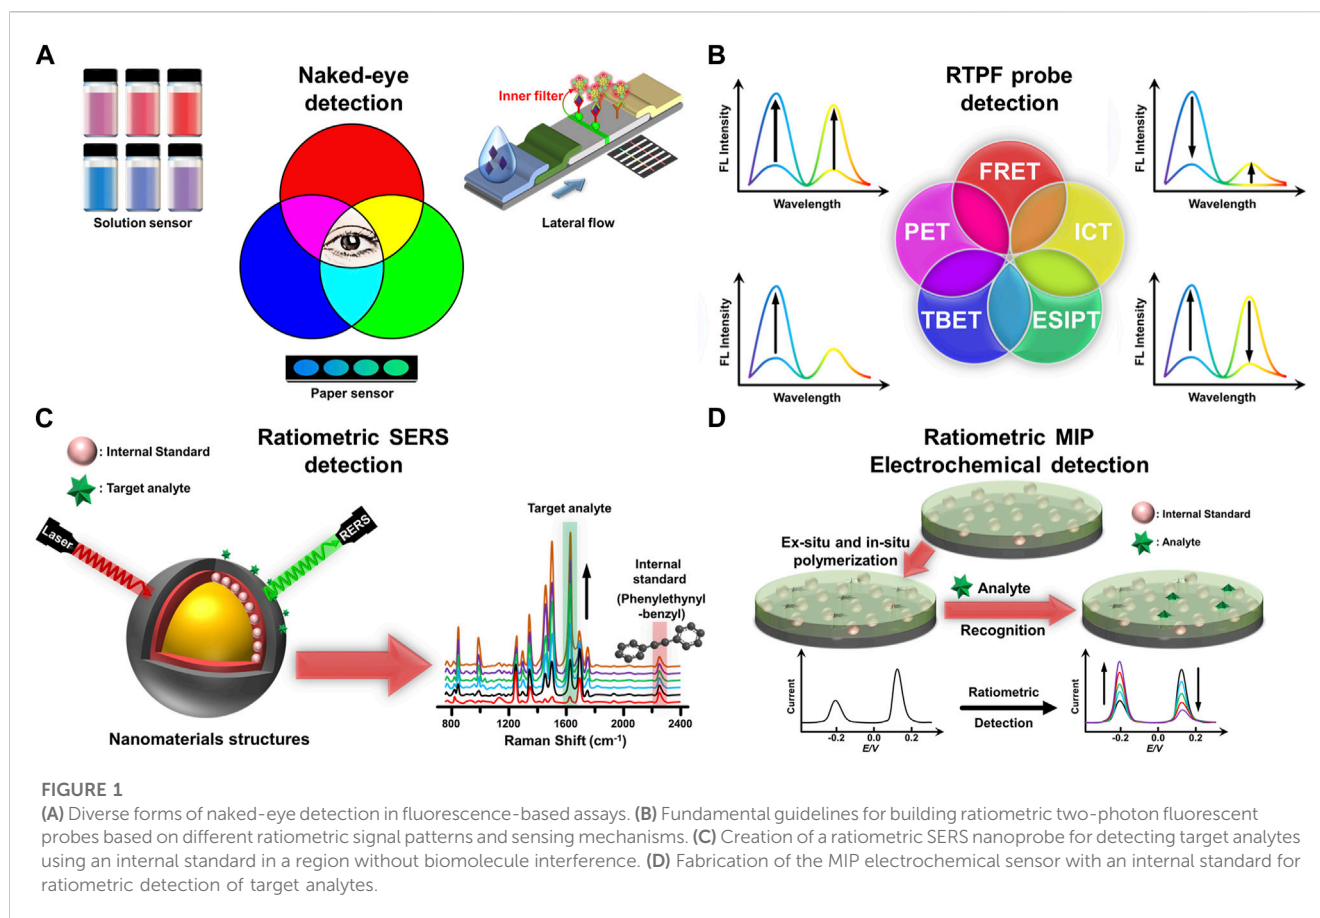 A
Naked-eye
detection
Solution sensor
Inner filter
Lateral flow
Paper sensor
B
RTPF probe
detection
FL Intensity
Wavelength
FL Intensity
Wavelength
FRET
PET
ICT
TBET
ESIPT
FL Intensity
Wavelength
FL Intensity
Wavelength
C
Ratiometric SERS
detection
: Internal Standard
: Target analyte
Laser
RERS
Nanomaterials structures
Target analyte
Internal
standard
(Phenylethynyl
-benzyl)
800 1200 1600 2000 2400
Raman Shift (cm⁻¹)
D
Ratiometric MIP
Electrochemical detection
: Internal Standard
: Analyte
Ex-situ and in-situ
polymerization
Analyte
Recognition
Current
-0.2 0.0 0.2
E/V
Ratiometric
Detection
Current
-0.2 0.0 0.2
E/V
FIGURE 1
(A) Diverse forms of naked-eye detection in fluorescence-based assays. (B) Fundamental guidelines for building ratiometric two-photon fluorescent
probes based on different ratiometric signal patterns and sensing mechanisms. (C) Creation of a ratiometric SERS nanoprobe for detecting target analytes
using an internal standard in a region without biomolecule interference. (D) Fabrication of the MIP electrochemical sensor with an internal standard for
ratiometric detection of target analytes.